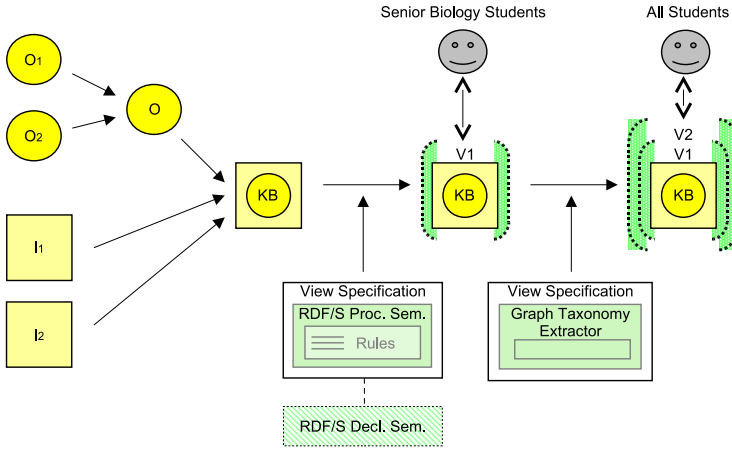 Senior Biology Students
All Students
O1
O
O2
V2
V1
V1
KB
KB
KB
I1
I2
View Specification
RDF/S Proc. Sem.
Rules
View Specification
Graph Taxonomy
Extractor
RDF/S Decl. Sem.